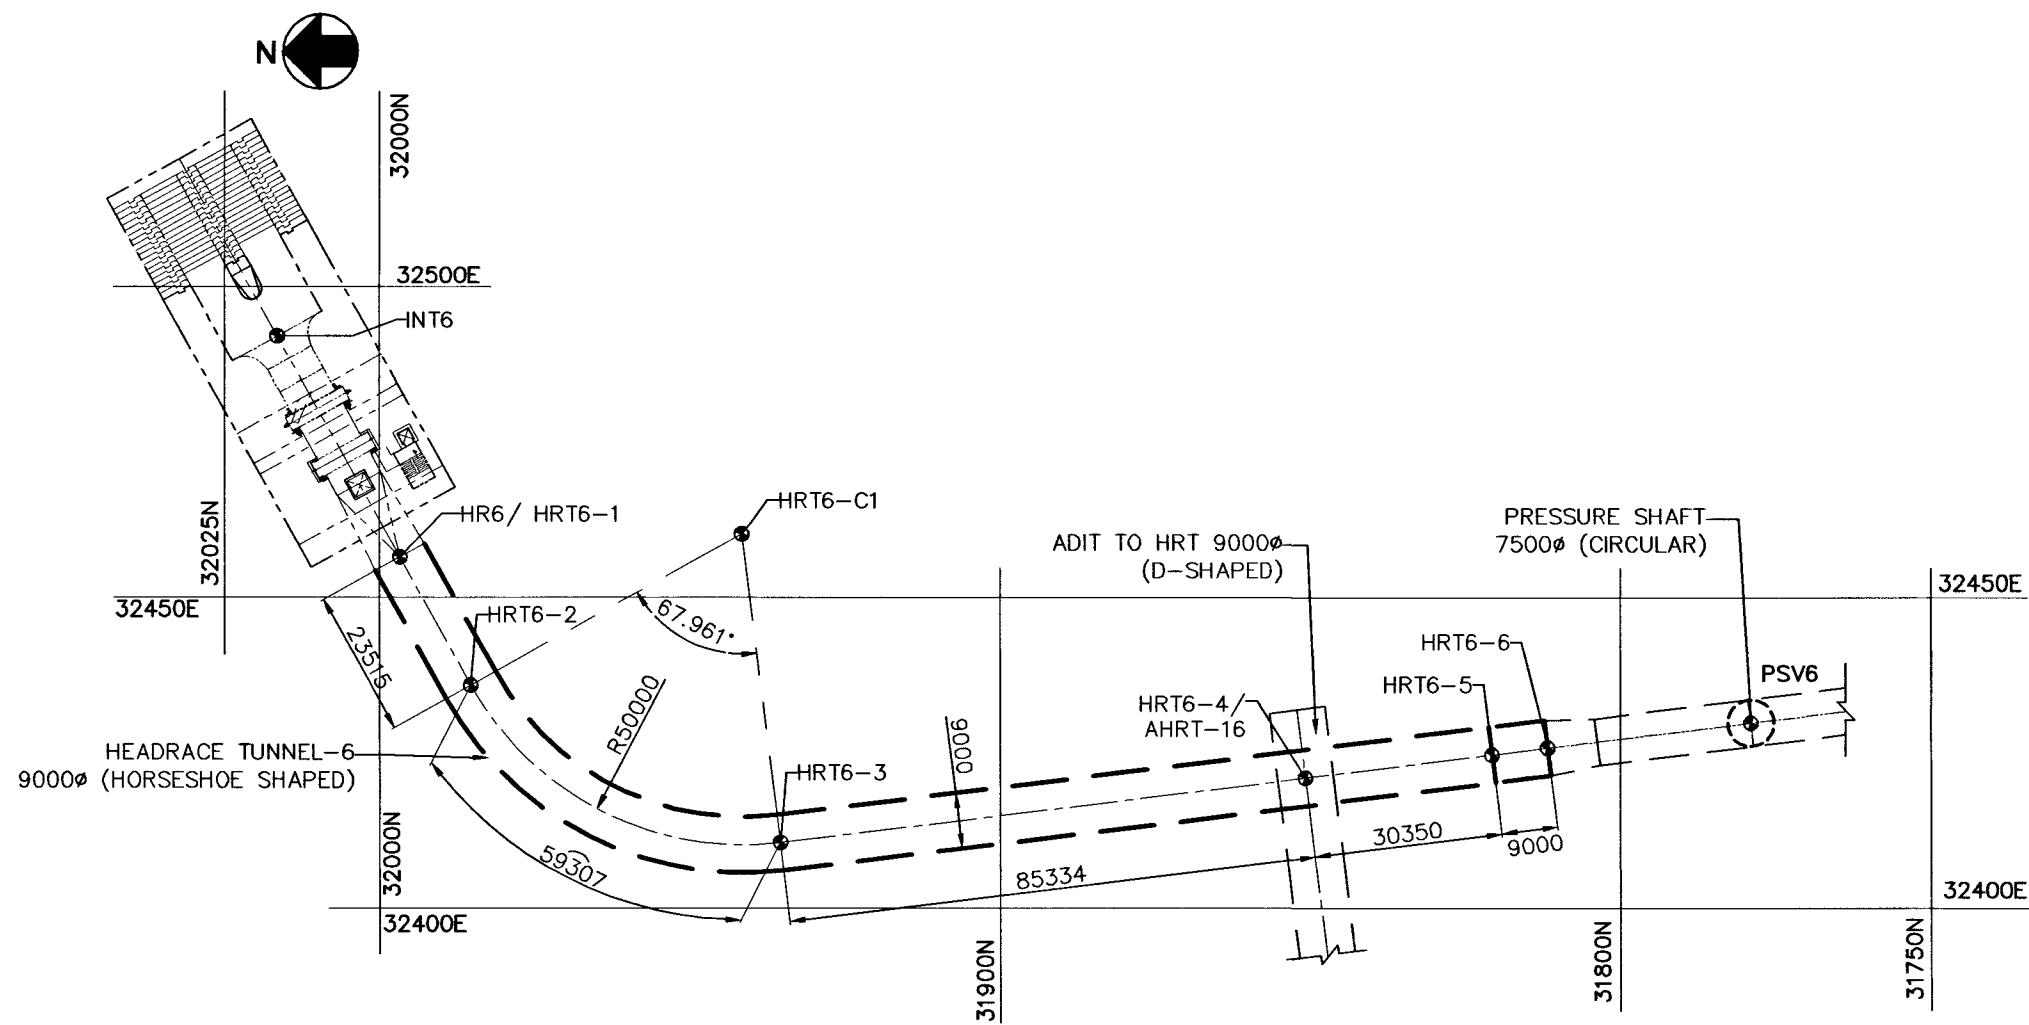 N
32000N
32500E
INT6
32025N
HR6/ HRT6-1
HRT6-C1
PRESSURE SHAFT
7500ø (CIRCULAR)
ADIT TO HRT 9000ø
(D-SHAPED)
32450E
32450E
HRT6-2
67.961°
23515
HRT6-6
PSV6
HRT6-5
R50000
HRT6-4/
AHRT-16
9000
HEADRACE TUNNEL-6
9000ø (HORSESHOE SHAPED)
HRT6-3
30350
9000
59307
85334
32000N
32400E
32400E
31900N
31800N
31750N